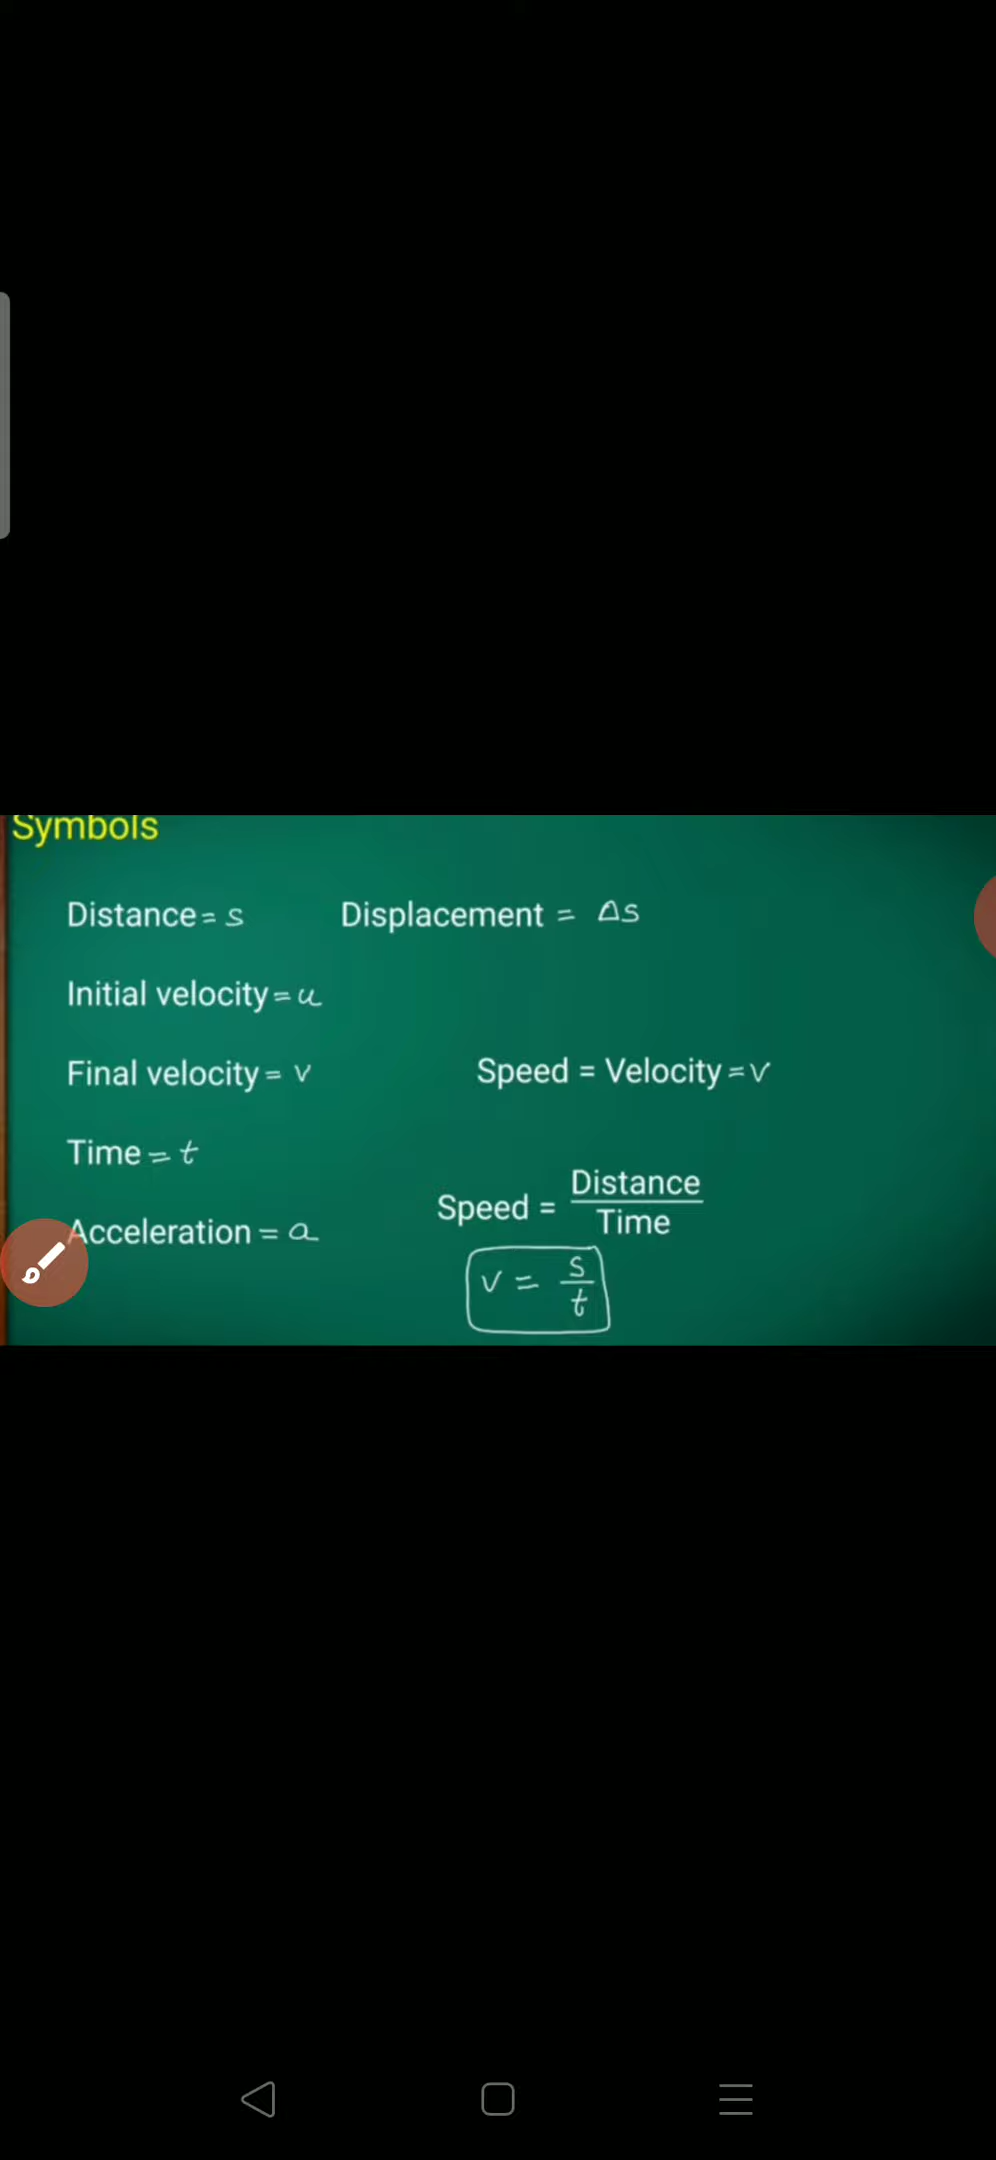 Symbols
Distance = s
Displacement = Δs
Initial velocity = u
Final velocity = v
Speed = Velocity = v
Time = t
Speed = Distance
Time
Acceleration = a
v = s
t